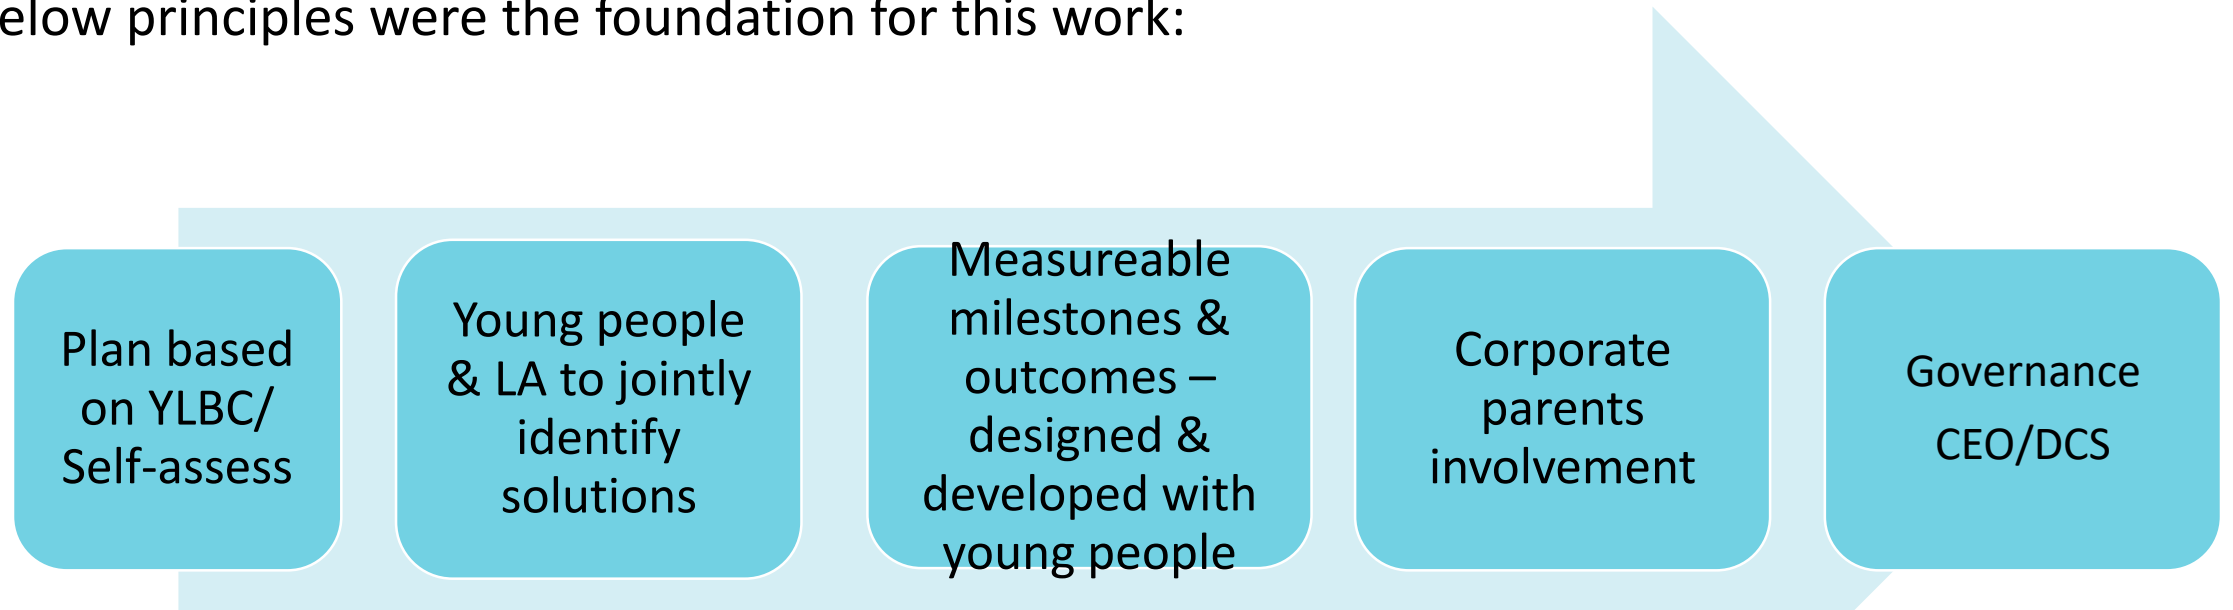 elow principles were the foundation for this work:
Plan based
on YLBC/
Self-assess
Young people
& LA to jointly
identify
solutions
Measureable
milestones &
outcomes –
designed &
developed with
young people
Corporate
parents
involvement
Governance
CEO/DCS